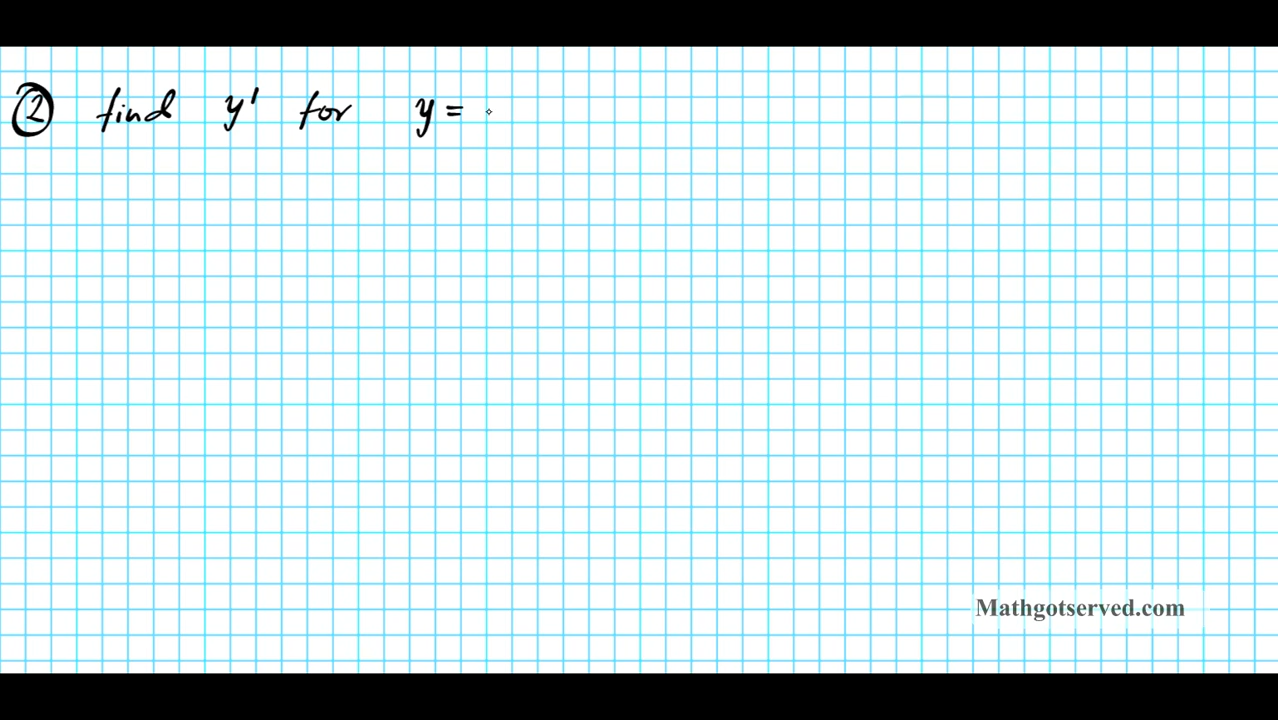 ② find y' for y =
Mathgotserved.com